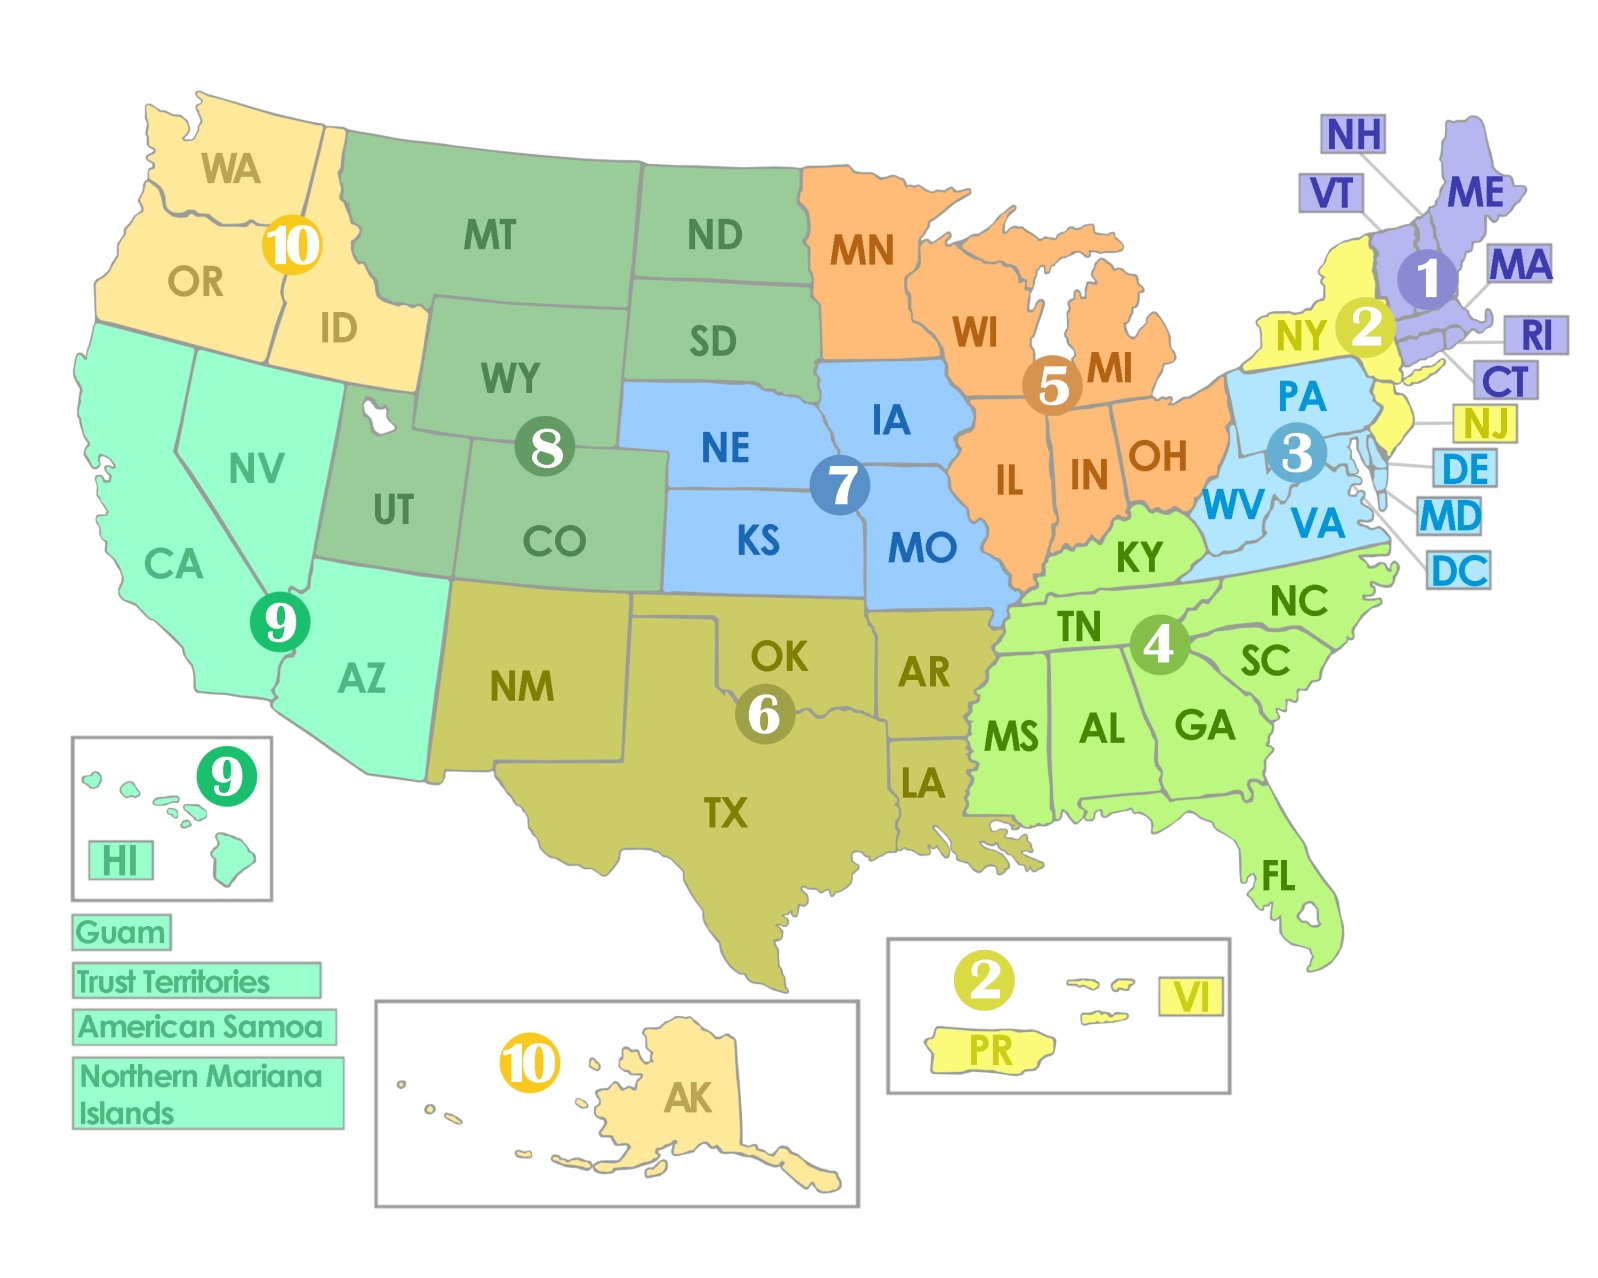 NH
VT
ME
WA
MT
ND
MN
MA
1
10
OR
ID
SD
WI
MI
NY
2
RI
CT
WY
5
PA
NJ
8
NE
IA
IL
IN
OH
3
DE
NV
UT
CO
7
KS
MO
WV
VA
MD
CA
KY
DC
9
AZ
NM
OK
AR
TN
4
NC
SC
6
MS
AL
GA
TX
LA
9
HI
FL
Guam
Trust Territories
American Samoa
Northern Mariana
Islands
10
AK
2
VI
PR